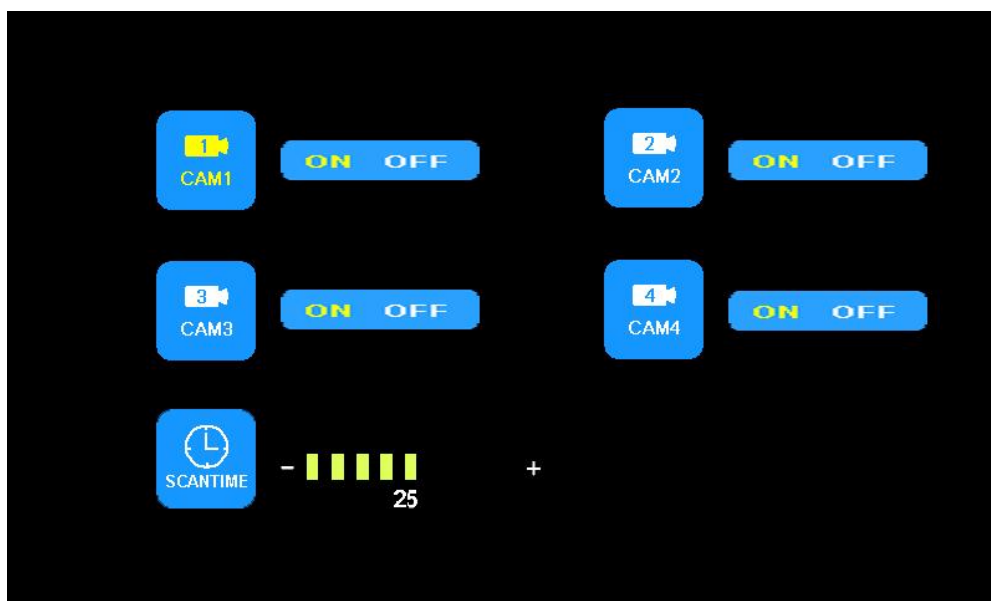 1
CAM1
ON OFF
2
CAM2
ON OFF
3
CAM3
ON OFF
4
CAM4
ON OFF
SCANTIME
- +
25